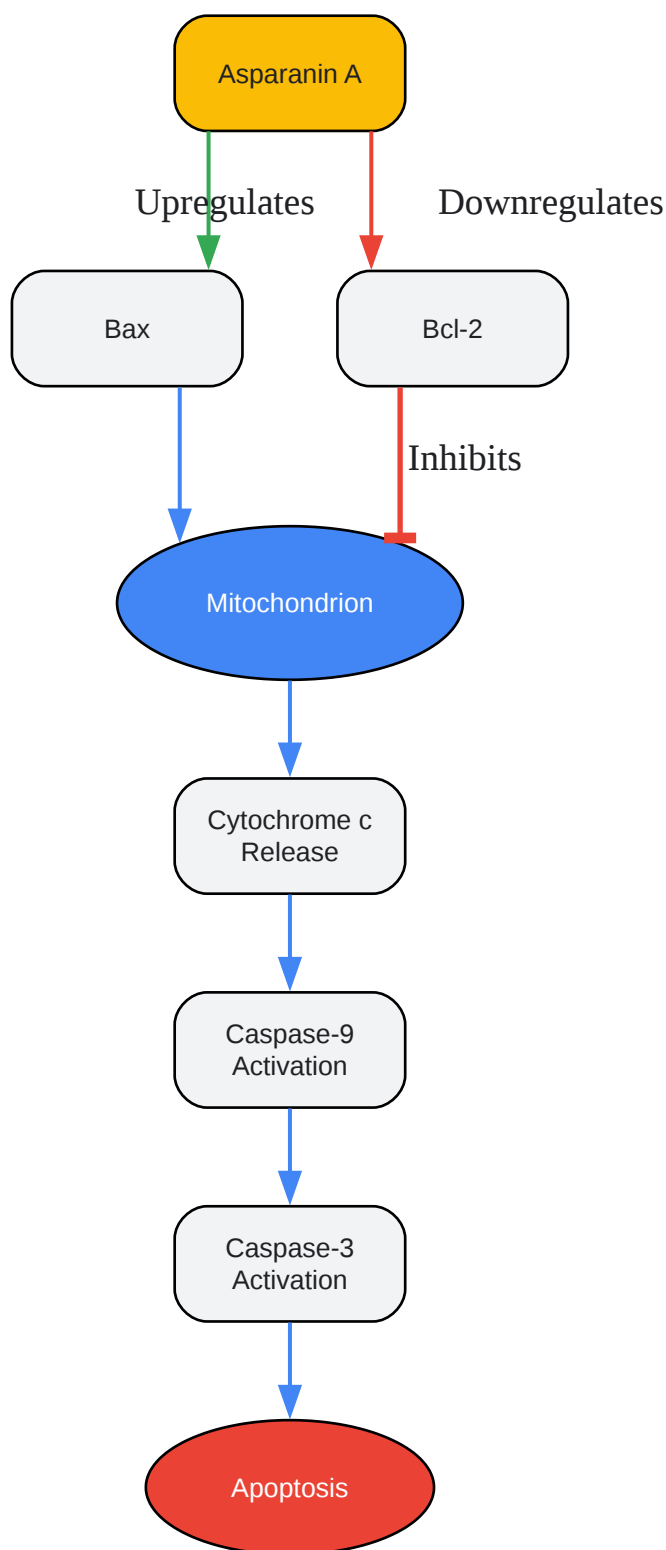 Asparanin A
Upregulates
Downregulates
Bax
Bcl-2
Inhibits
Mitochondrion
Cytochrome c
Release
Caspase-9
Activation
Caspase-3
Activation
Apoptosis